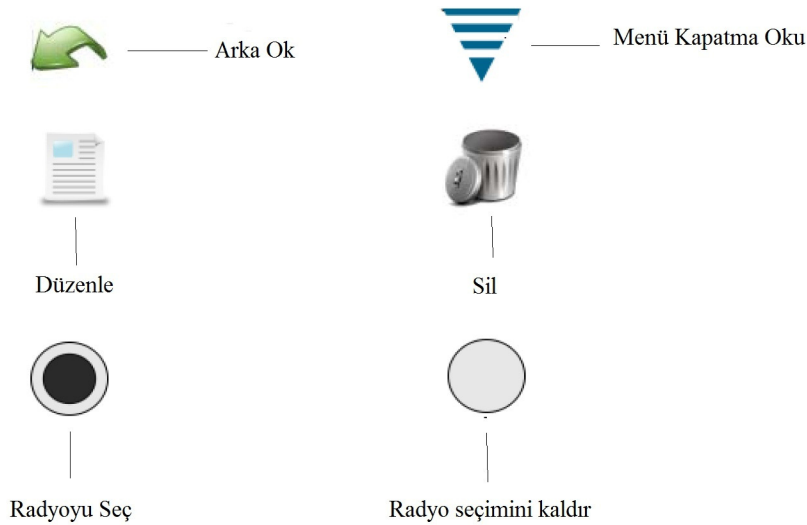 Arka Ok
Menü Kapatma Oku
Düzenle
Sil
Radyoyu Seç
Radyo seçimini kaldır